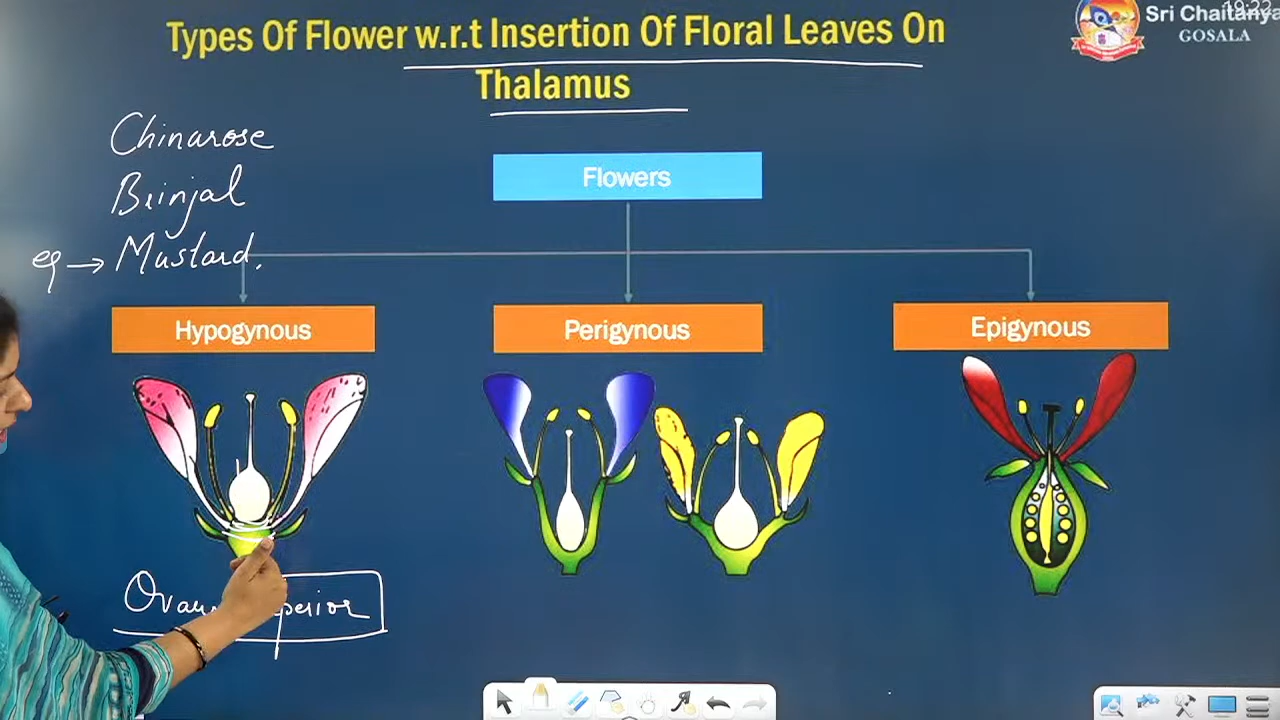 Types Of Flower w.r.t Insertion Of Floral Leaves On
Thalamus
Sri Chaitanya
GOSALA
Chinarose
Brinjal
eg → Mustard.
Flowers
Hypogynous
Perigynous
Epigynous